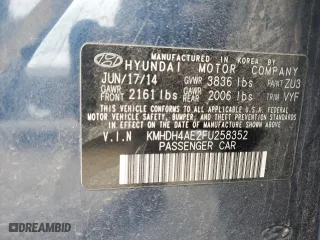 MANUFACTURED IN KOREA BY
HYUNDAI MOTOR COMPANY
JUN/17/14 GVWR 3836 lbs PAINT ZU3
GAWR FRONT 2161 lbs GAWR REAR 2006 lbs TRIM VYF
THIS VEHICLE CONFORMS TO ALL APPLICABLE U.S.A. FEDERAL
MOTOR VEHICLE SAFETY, BUMPER, AND THEFT PREVENTION
STANDARDS IN EFFECT ON THE DATE OF MANUFACTURE SHOWN ABOVE.
V.I.N KMHDH4AE2FU258352
PASSENGER CAR